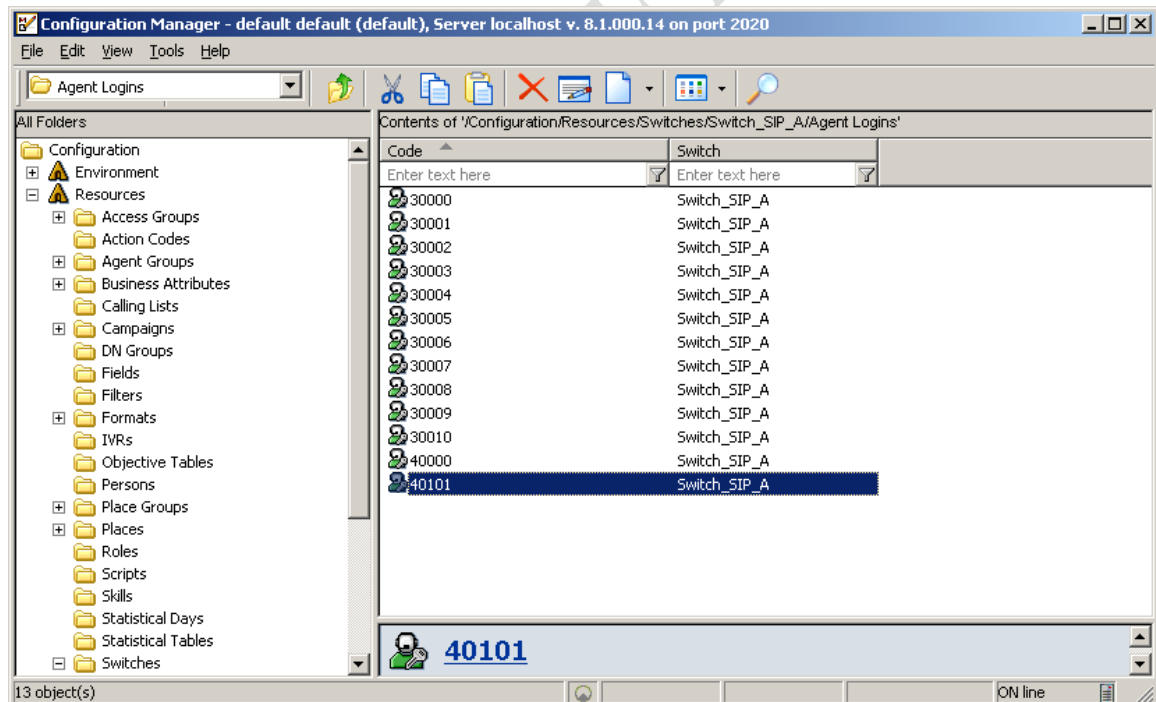 Configuration Manager - default default (default), Server localhost v. 8.1.000.14 on port 2020
File Edit View Tools Help
Agent Logins
All Folders
Configuration
Environment
Resources
Access Groups
Action Codes
Agent Groups
Business Attributes
Calling Lists
Campaigns
DN Groups
Fields
Filters
Formats
IVRs
Objective Tables
Persons
Place Groups
Places
Roles
Scripts
Skills
Statistical Days
Statistical Tables
Switches
Contents of '/Configuration/Resources/Switches/Switch_SIP_A/Agent Logins'
Code Switch
Enter text here Enter text here
30000 Switch_SIP_A
30001 Switch_SIP_A
30002 Switch_SIP_A
30003 Switch_SIP_A
30004 Switch_SIP_A
30005 Switch_SIP_A
30006 Switch_SIP_A
30007 Switch_SIP_A
30008 Switch_SIP_A
30009 Switch_SIP_A
30010 Switch_SIP_A
40000 Switch_SIP_A
40101 Switch_SIP_A
40101
13 object(s) ON line